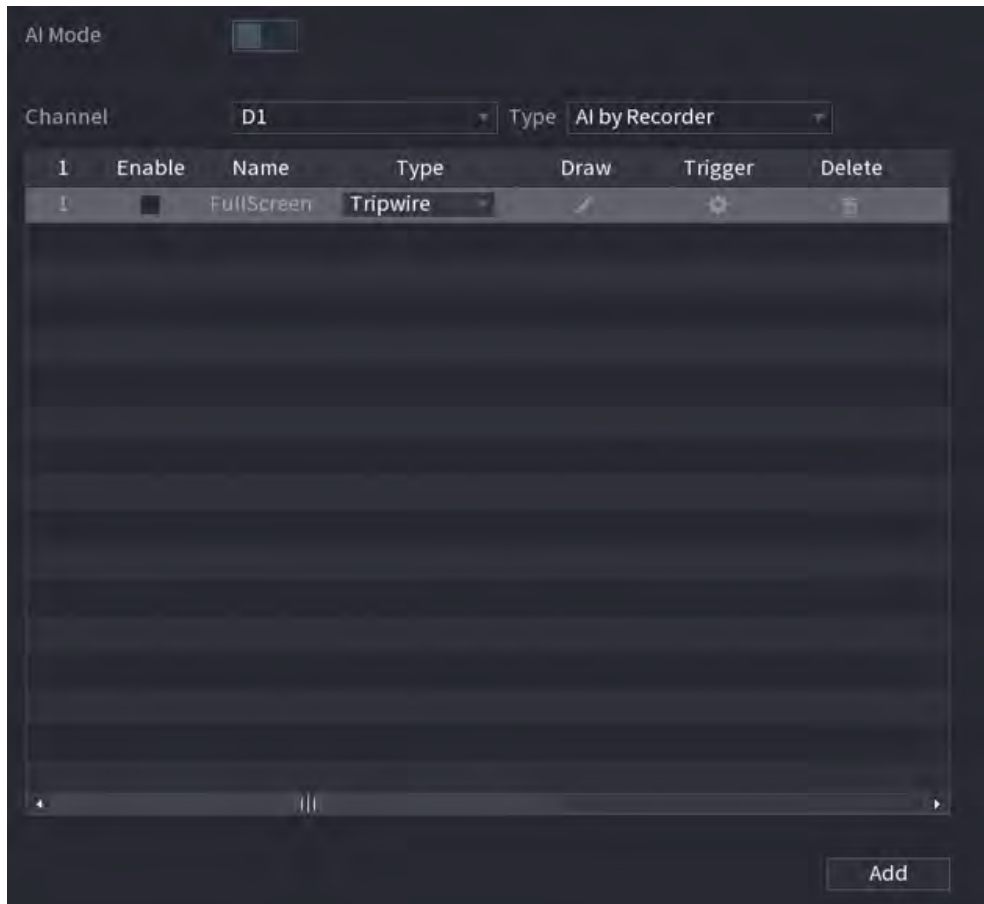 AI Mode
Channel D1 Type AI by Recorder
1 Enable Name Type Draw Trigger Delete
1 FullScreen Tripwire
Add